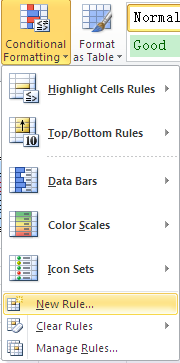 Conditional
Formatting
Format
as Table
Normal
Good
Highlight Cells Rules
Top/Bottom Rules
10
Data Bars
Color Scales
Icon Sets
New Rule...
Clear Rules
Manage Rules...